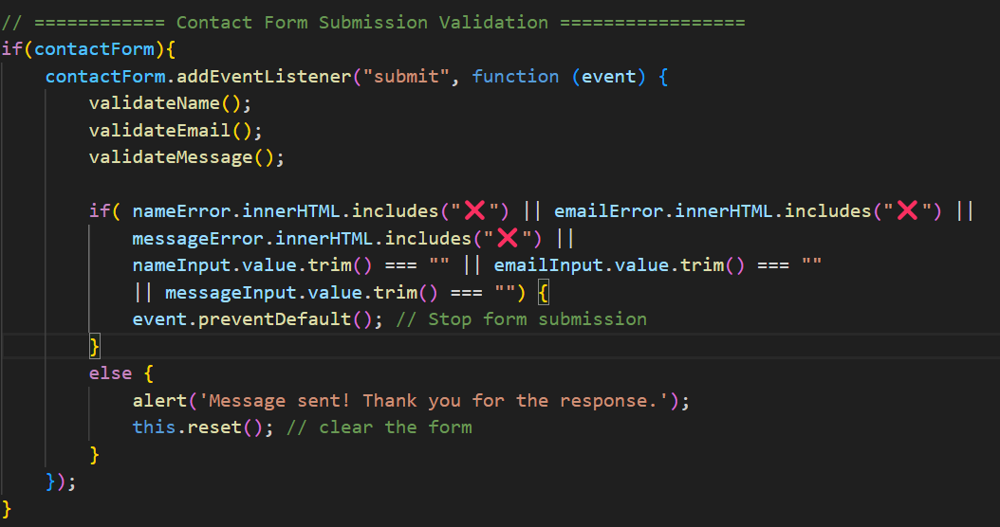 // ============ Contact Form Submission Validation =================
if(contactForm){
    contactForm.addEventListener("submit", function (event) {
        validateName();
        validateEmail();
        validateMessage();
        if( nameError.innerHTML.includes("❌") || emailError.innerHTML.includes("❌") ||
            messageError.innerHTML.includes("❌") ||
            nameInput.value.trim() === "" || emailInput.value.trim() === ""
            || messageInput.value.trim() === "") {
            event.preventDefault(); // Stop form submission
        }
        else {
            alert('Message sent! Thank you for the response.');
            this.reset(); // clear the form
        }
    });
}